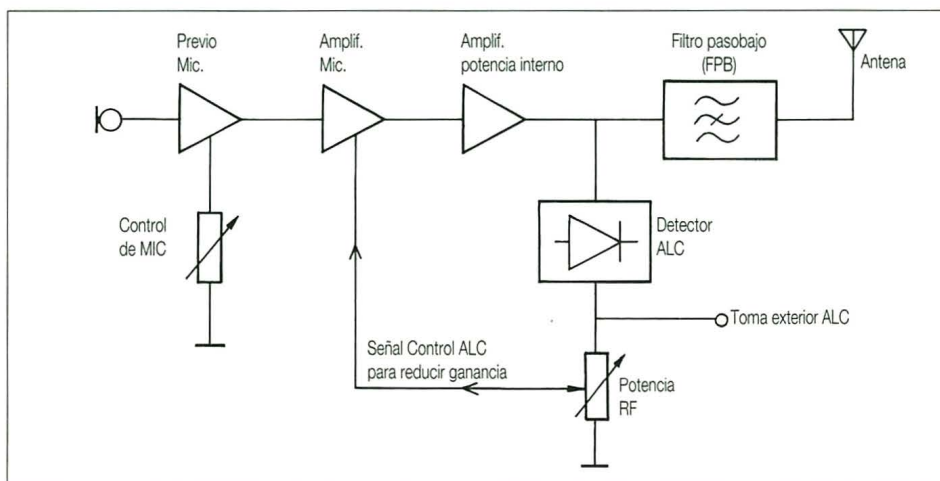 Previo
Mic.
Amplif.
Mic.
Amplif.
potencia interno
Filtro pasobajo
(FPB)
Antena
Control
de MIC
Detector
ALC
Toma exterior ALC
Señal Control ALC
para reducir ganancia
Potencia
RF